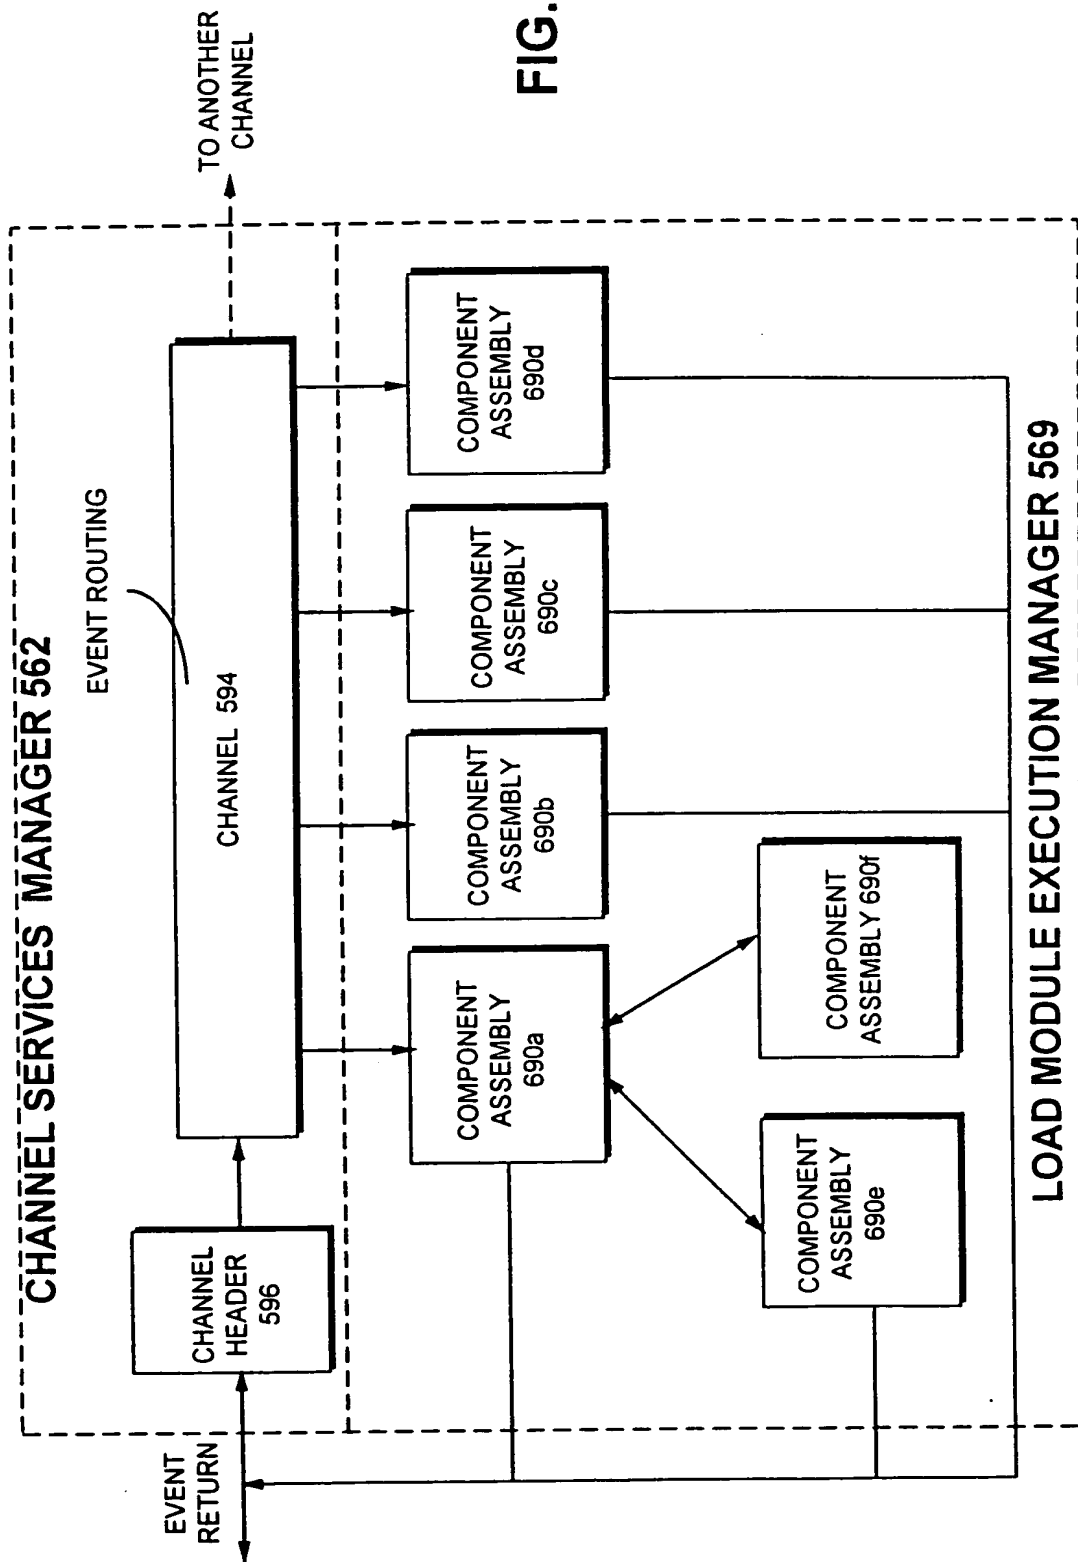 CHANNEL SERVICES MANAGER 562
EVENT ROUTING
TO ANOTHER
CHANNEL
EVENT
RETURN
CHANNEL
HEADER
596
CHANNEL 594
COMPONENT
ASSEMBLY
690a
COMPONENT
ASSEMBLY
690b
COMPONENT
ASSEMBLY
690c
COMPONENT
ASSEMBLY
690d
COMPONENT
ASSEMBLY
690e
COMPONENT
ASSEMBLY 690f
LOAD MODULE EXECUTION MANAGER 569
FIG.